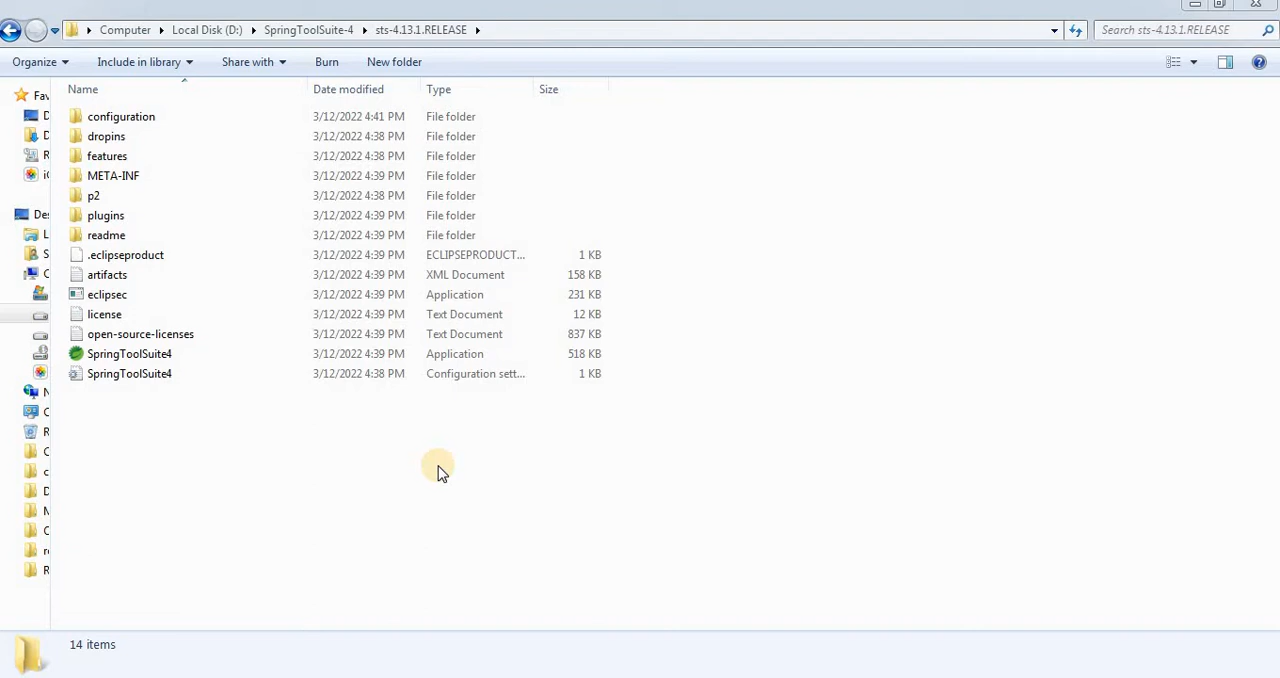 Computer Local Disk (D:) SpringToolSuite-4 sts-4.13.1.RELEASE Search sts-4.13.1.RELEASE
Organize Include in library Share with Burn New folder
Name Date modified Type Size
Fav
configuration 3/12/2022 4:41 PM File folder
dropins 3/12/2022 4:38 PM File folder
features 3/12/2022 4:38 PM File folder
META-INF 3/12/2022 4:39 PM File folder
p2 3/12/2022 4:38 PM File folder
Des
plugins 3/12/2022 4:39 PM File folder
readme 3/12/2022 4:39 PM File folder
.eclipseproduct 3/12/2022 4:39 PM ECLIPSEPRODUCT... 1 KB
artifacts 3/12/2022 4:39 PM XML Document 158 KB
eclipsec 3/12/2022 4:39 PM Application 231 KB
license 3/12/2022 4:39 PM Text Document 12 KB
open-source-licenses 3/12/2022 4:39 PM Text Document 837 KB
SpringToolSuite4 3/12/2022 4:39 PM Application 518 KB
SpringToolSuite4 3/12/2022 4:38 PM Configuration sett... 1 KB
14 items